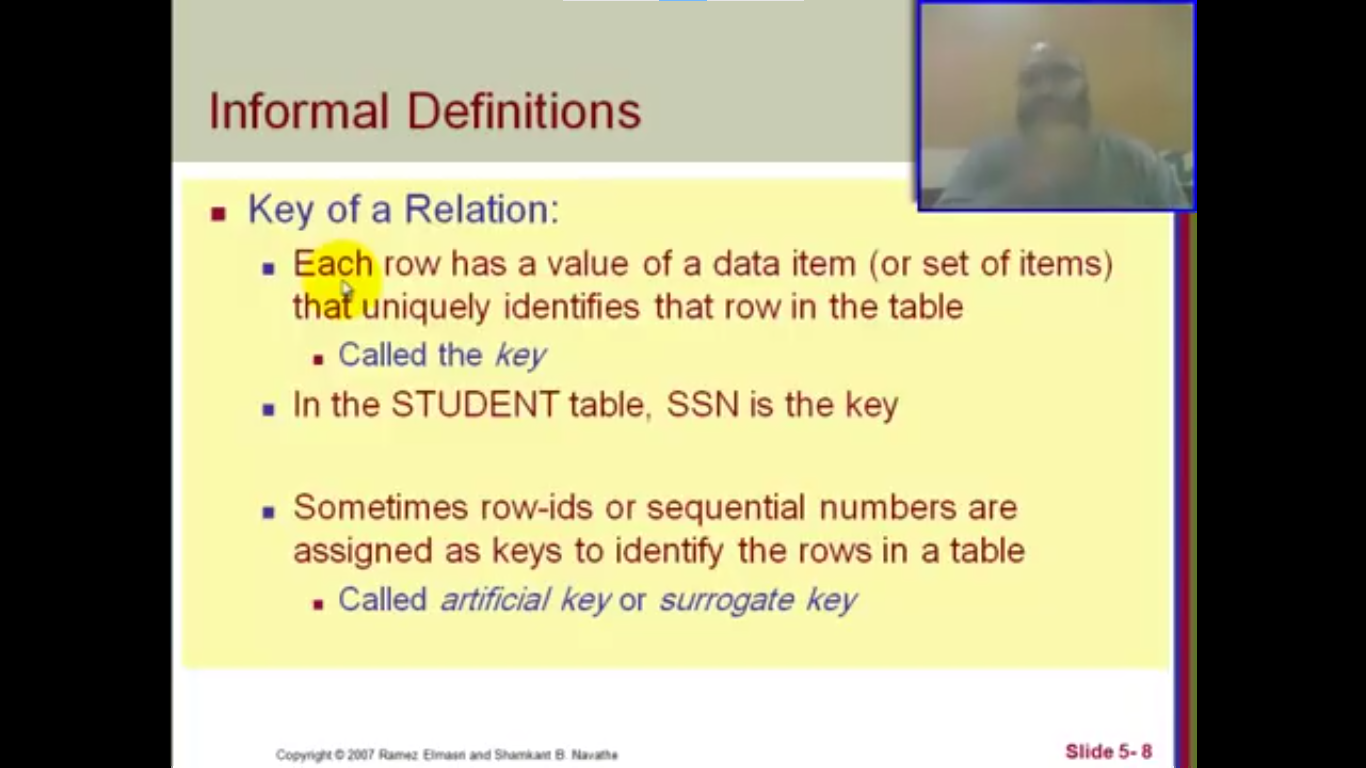 Informal Definitions
Key of a Relation:
Each row has a value of a data item (or set of items)
that uniquely identifies that row in the table
Called the key
In the STUDENT table, SSN is the key
Sometimes row-ids or sequential numbers are
assigned as keys to identify the rows in a table
Called artificial key or surrogate key
Copyright © 2007 Ramez Elmasri and Shamkant B. Navathe
Slide 5- 8